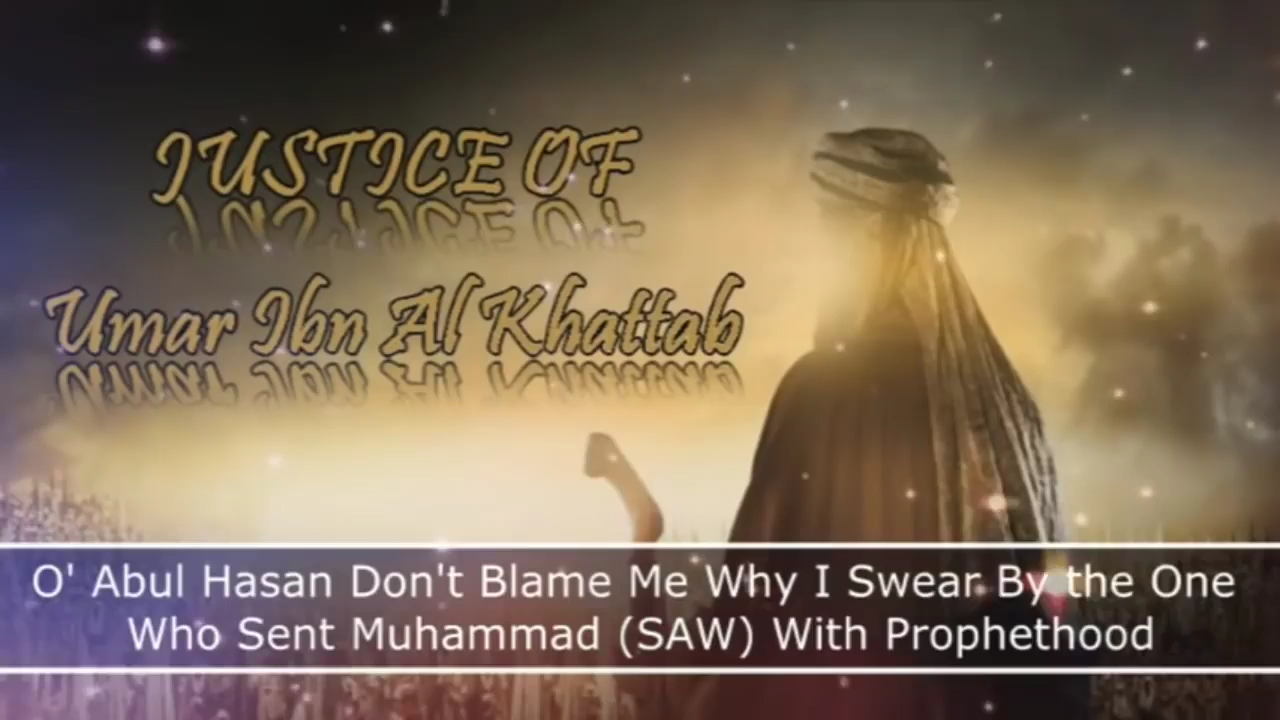 JUSTICE OF
Umar Ibn Al Khattab
O' Abul Hasan Don't Blame Me Why I Swear By the One
Who Sent Muhammad (SAW) With Prophethood